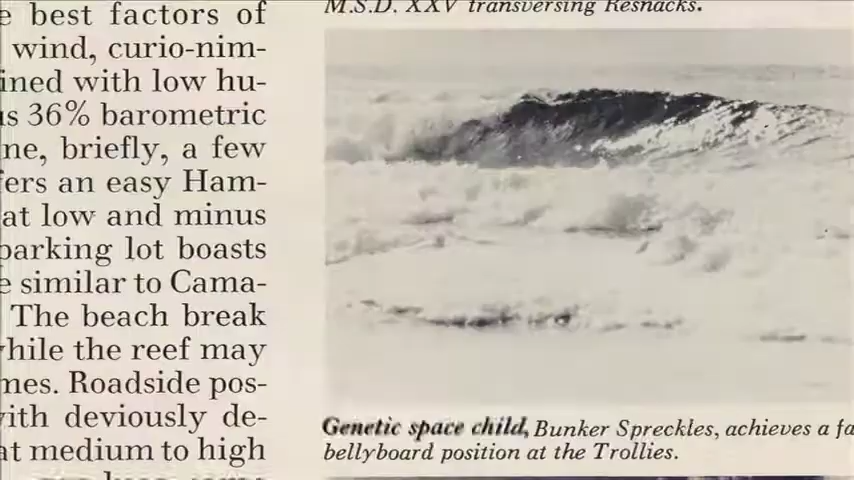 best factors of
wind, curio-nim-
ined with low hu-
36% barometric
ne, briefly, a few
fers an easy Ham-
at low and minus
parking lot boasts
e similar to Cama-
The beach break
while the reef may
mes. Roadside pos-
with deviously de-
at medium to high
M.S.D. XXV transversing Resnacks.
Genetic space child, Bunker Spreckles, achieves a fa
bellyboard position at the Trollies.